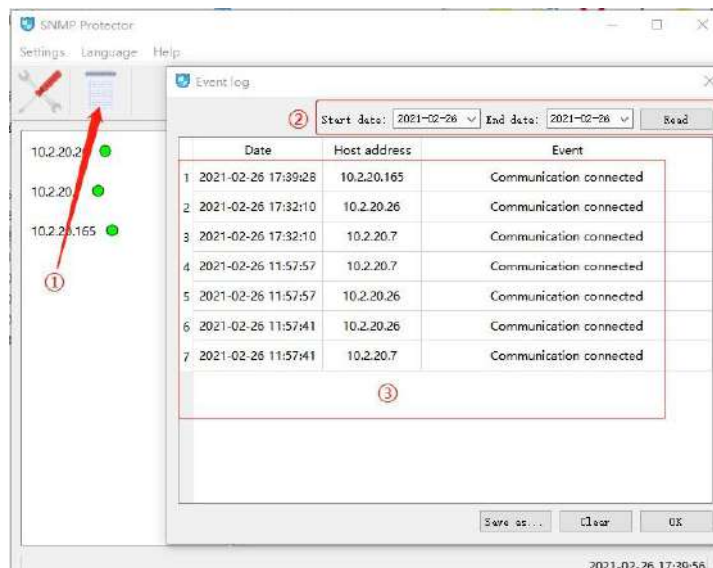 SNMP Protector
Settings Language Help
Event log
② Start date: 2021-02-26 End date: 2021-02-26 Read
10.2.20.2
10.2.20.
10.2.2 .165
①
Date Host address Event
1 2021-02-26 17:39:28 10.2.20.165 Communication connected
2 2021-02-26 17:32:10 10.2.20.26 Communication connected
3 2021-02-26 17:32:10 10.2.20.7 Communication connected
4 2021-02-26 11:57:57 10.2.20.7 Communication connected
5 2021-02-26 11:57:57 10.2.20.26 Communication connected
6 2021-02-26 11:57:41 10.2.20.26 Communication connected
7 2021-02-26 11:57:41 10.2.20.7 Communication connected
③
Save as... Clear OK
2021-02-26 17:39:56